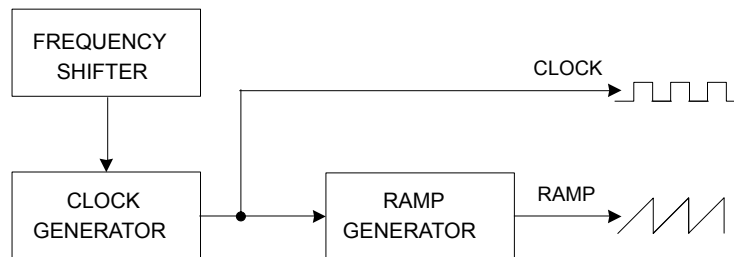 FREQUENCY
SHIFTER
CLOCK
CLOCK
GENERATOR
RAMP
GENERATOR
RAMP